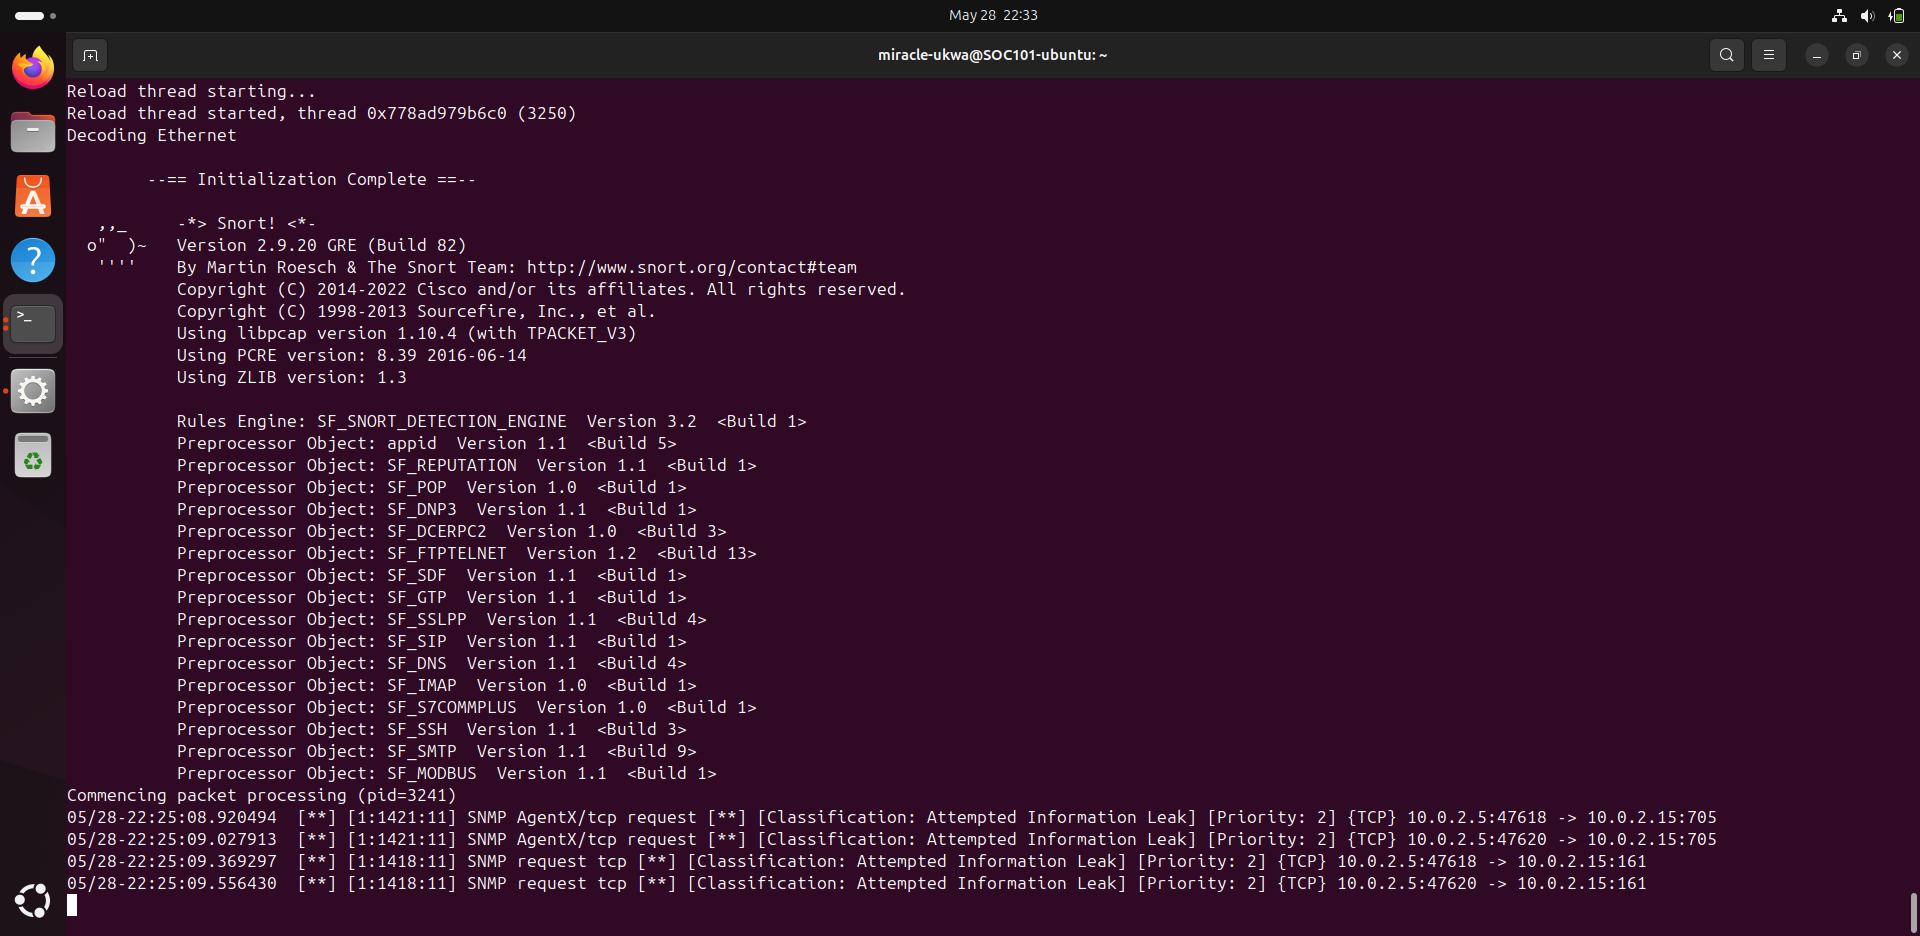 May 28 22:33
miracle-ukwa@SOC101-ubuntu: ~
Reload thread starting...
Reload thread started, thread 0x778ad979b6c0 (3250)
Decoding Ethernet
--== Initialization Complete ==--
,,_ -*> Snort! <*-
o" )~ Version 2.9.20 GRE (Build 82)
'''' By Martin Roesch & The Snort Team: http://www.snort.org/contact#team
Copyright (C) 2014-2022 Cisco and/or its affiliates. All rights reserved.
Copyright (C) 1998-2013 Sourcefire, Inc., et al.
Using libpcap version 1.10.4 (with TPACKET_V3)
Using PCRE version: 8.39 2016-06-14
Using ZLIB version: 1.3
Rules Engine: SF_SNORT_DETECTION_ENGINE Version 3.2 <Build 1>
Preprocessor Object: appid Version 1.1 <Build 5>
Preprocessor Object: SF_REPUTATION Version 1.1 <Build 1>
Preprocessor Object: SF_POP Version 1.0 <Build 1>
Preprocessor Object: SF_DNP3 Version 1.1 <Build 1>
Preprocessor Object: SF_DCERPC2 Version 1.0 <Build 3>
Preprocessor Object: SF_FTPTELNET Version 1.2 <Build 13>
Preprocessor Object: SF_SDF Version 1.1 <Build 1>
Preprocessor Object: SF_GTP Version 1.1 <Build 1>
Preprocessor Object: SF_SSLPP Version 1.1 <Build 4>
Preprocessor Object: SF_SIP Version 1.1 <Build 1>
Preprocessor Object: SF_DNS Version 1.1 <Build 4>
Preprocessor Object: SF_IMAP Version 1.0 <Build 1>
Preprocessor Object: SF_S7COMMPLUS Version 1.0 <Build 1>
Preprocessor Object: SF_SSH Version 1.1 <Build 3>
Preprocessor Object: SF_SMTP Version 1.1 <Build 9>
Preprocessor Object: SF_MODBUS Version 1.1 <Build 1>
Commencing packet processing (pid=3241)
05/28-22:25:08.920494 [**] [1:1421:11] SNMP AgentX/tcp request [**] [Classification: Attempted Information Leak] [Priority: 2] {TCP} 10.0.2.5:47618 -> 10.0.2.15:705
05/28-22:25:09.027913 [**] [1:1421:11] SNMP AgentX/tcp request [**] [Classification: Attempted Information Leak] [Priority: 2] {TCP} 10.0.2.5:47620 -> 10.0.2.15:705
05/28-22:25:09.369297 [**] [1:1418:11] SNMP request tcp [**] [Classification: Attempted Information Leak] [Priority: 2] {TCP} 10.0.2.5:47618 -> 10.0.2.15:161
05/28-22:25:09.556430 [**] [1:1418:11] SNMP request tcp [**] [Classification: Attempted Information Leak] [Priority: 2] {TCP} 10.0.2.5:47620 -> 10.0.2.15:161